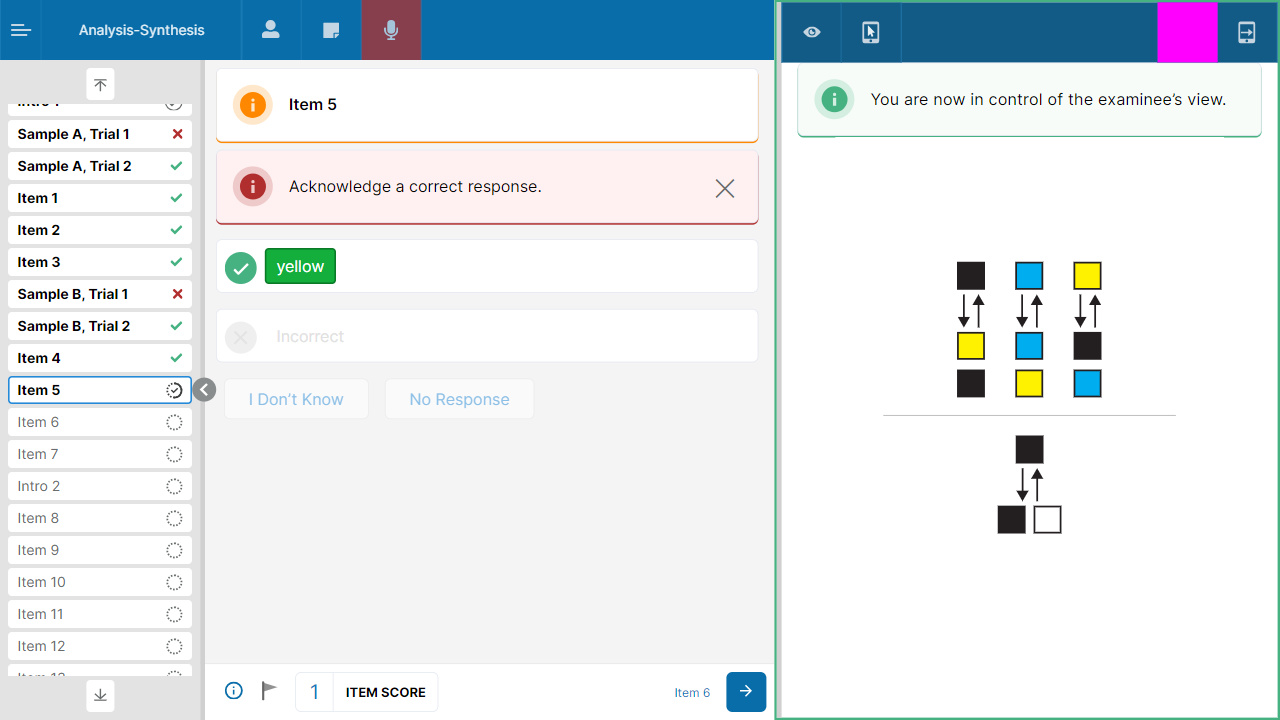 Analysis-Synthesis
Sample A, Trial 1
Sample A, Trial 2
Item 1
Item 2
Item 3
Sample B, Trial 1
Sample B, Trial 2
Item 4
Item 5
Item 6
Item 7
Intro 2
Item 8
Item 9
Item 10
Item 11
Item 12
Item 5
Acknowledge a correct response.
yellow
Incorrect
I Don't Know
No Response
1
ITEM SCORE
Item 6
You are now in control of the examinee's view.